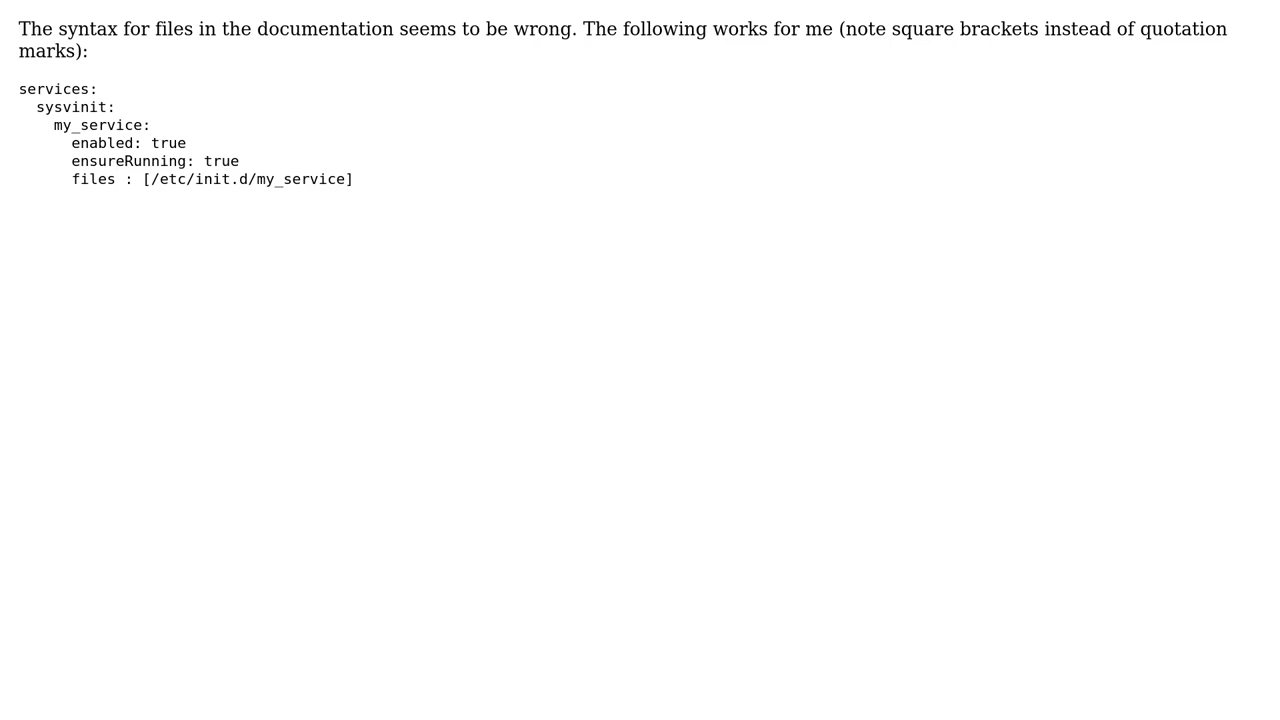 The syntax for files in the documentation seems to be wrong. The following works for me (note square brackets instead of quotation
marks):
services:
  sysvinit:
    my_service:
      enabled: true
      ensureRunning: true
      files : [/etc/init.d/my_service]